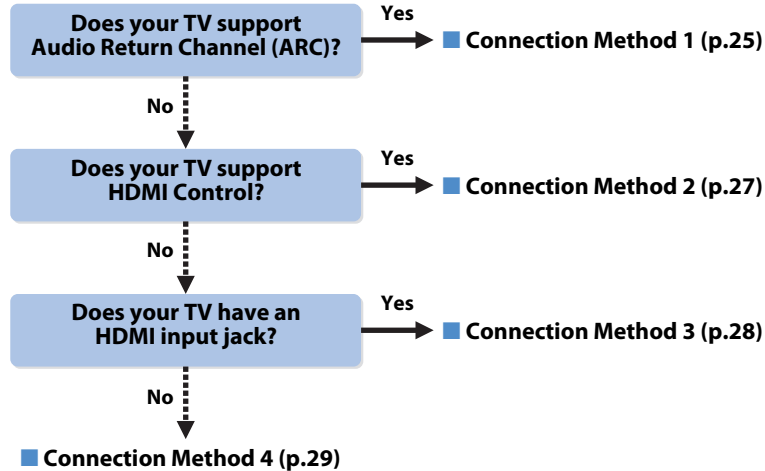 Does your TV support
Audio Return Channel (ARC)?
Yes
Connection Method 1 (p.25)
No
Does your TV support
HDMI Control?
Yes
Connection Method 2 (p.27)
No
Does your TV have an
HDMI input jack?
Yes
Connection Method 3 (p.28)
No
Connection Method 4 (p.29)